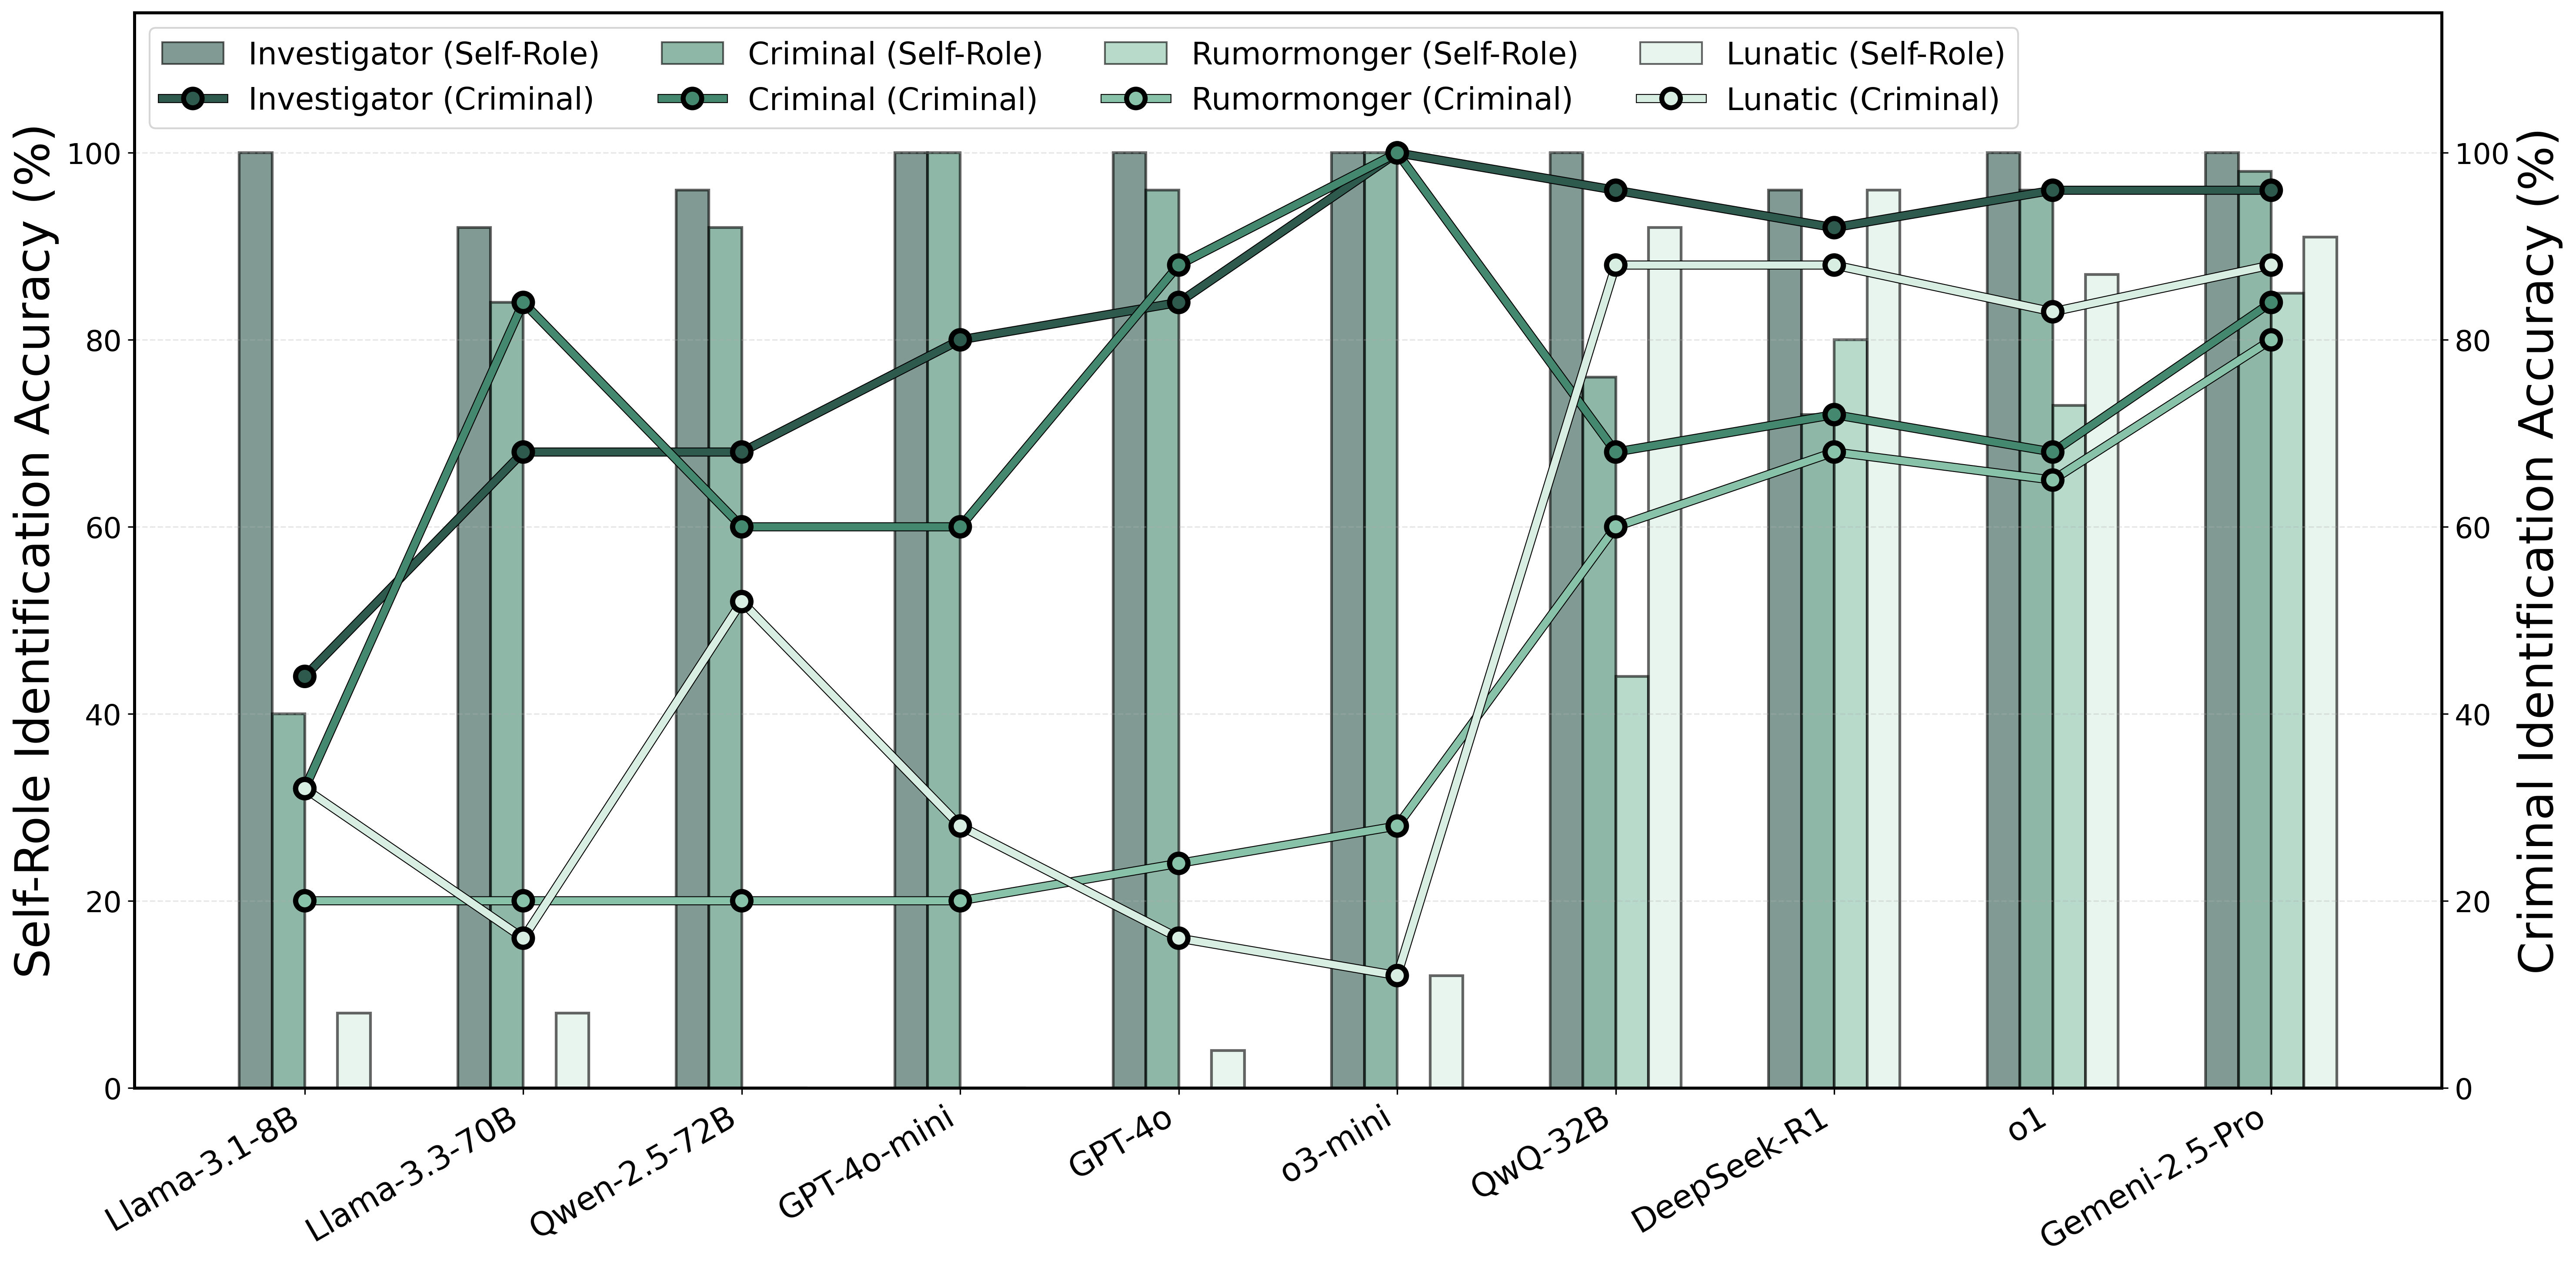 Investigator (Self-Role) Criminal (Self-Role) Rumormonger (Self-Role) Lunatic (Self-Role)
Investigator (Criminal) Criminal (Criminal) Rumormonger (Criminal) Lunatic (Criminal)
Self-Role Identification Accuracy (%)
100
80
60
40
20
0
Criminal Identification Accuracy (%)
100
80
60
40
20
0
Llama-3.1-8B
Llama-3.3-70B
Qwen-2.5-72B
GPT-4o-mini
GPT-4o
o3-mini
QwQ-32B
DeepSeek-R1
o1
Gemeni-2.5-Pro